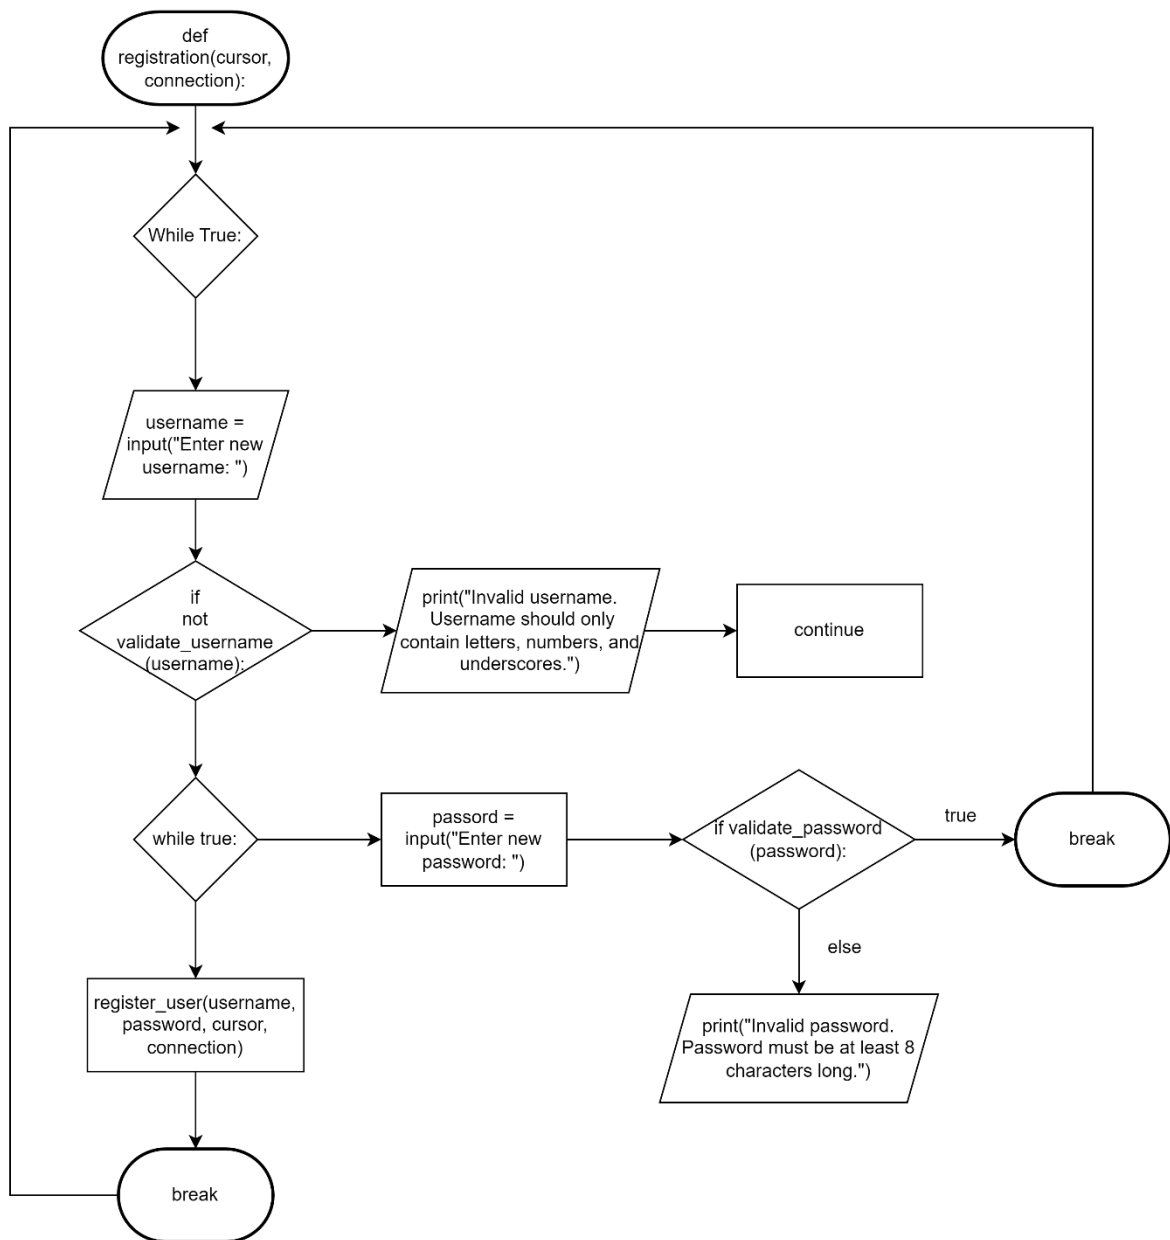 def
registration(cursor,
connection):
While True:
username =
input("Enter new
username: ")
if
not
validate_username
(username):
print("Invalid username.
Username should only
contain letters, numbers, and
underscores.")
continue
while true:
passord =
input("Enter new
password: ")
if validate_password
(password):
true
break
else
register_user(username,
password, cursor,
connection)
print("Invalid password.
Password must be at least 8
characters long.")
break